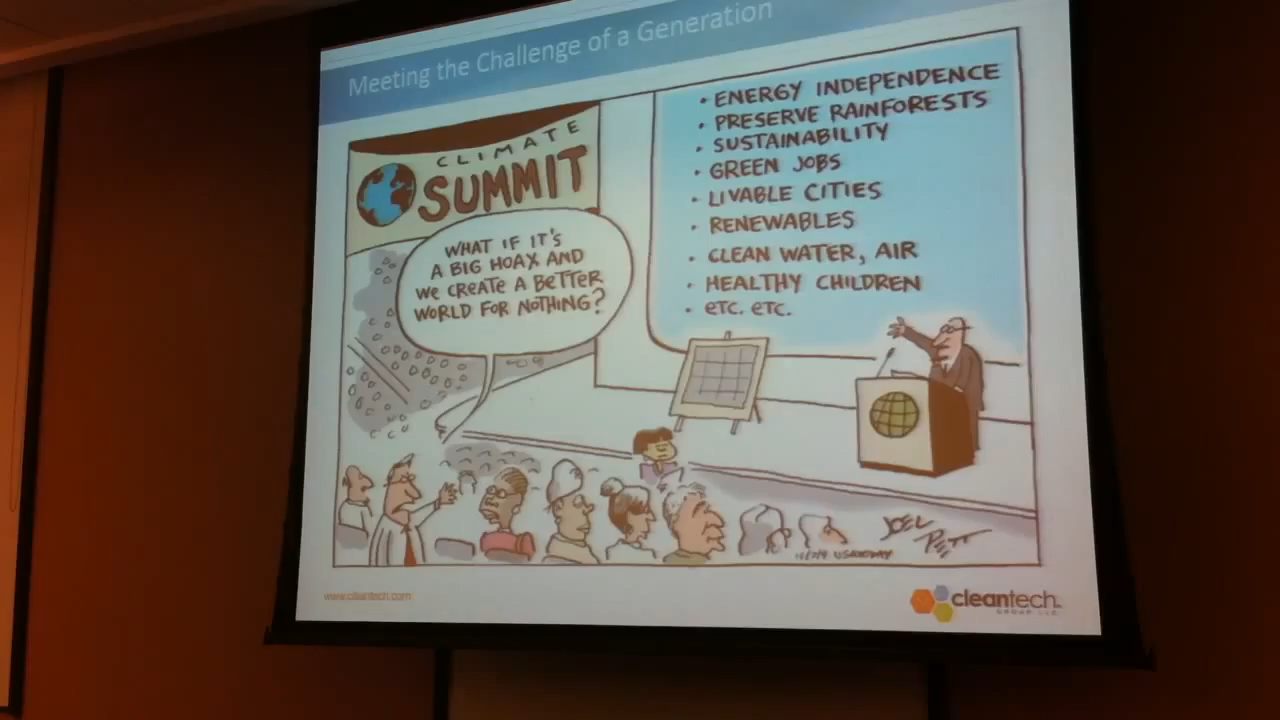 Meeting the Challenge of a Generation
CLIMATE
SUMMIT
WHAT IF IT'S
A BIG HOAX AND
WE CREATE A BETTER
WORLD FOR NOTHING?
• ENERGY INDEPENDENCE
• PRESERVE RAINFORESTS
• SUSTAINABILITY
• GREEN JOBS
• LIVABLE CITIES
• RENEWABLES
• CLEAN WATER, AIR
• HEALTHY CHILDREN
• ETC. ETC.
JOEL
PETT
USA TODAY
www.cleantech.com
cleantech
GROUP LLC